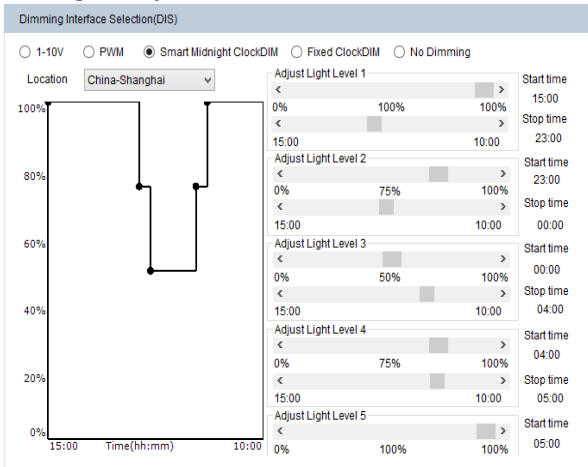 Dimming Interface Selection(DIS)
1-10V PWM Smart Midnight ClockDIM Fixed ClockDIM No Dimming
Location China-Shanghai
100%
80%
60%
40%
20%
0%
15:00 Time(hh:mm) 10:00
Adjust Light Level 1
0% 100% 100%
15:00 10:00
Start time
15:00
Stop time
23:00
Adjust Light Level 2
0% 75% 100%
15:00 10:00
Start time
23:00
Stop time
00:00
Adjust Light Level 3
0% 50% 100%
15:00 10:00
Start time
00:00
Stop time
04:00
Adjust Light Level 4
0% 75% 100%
15:00 10:00
Start time
04:00
Stop time
05:00
Adjust Light Level 5
0% 100% 100%
Start time
05:00